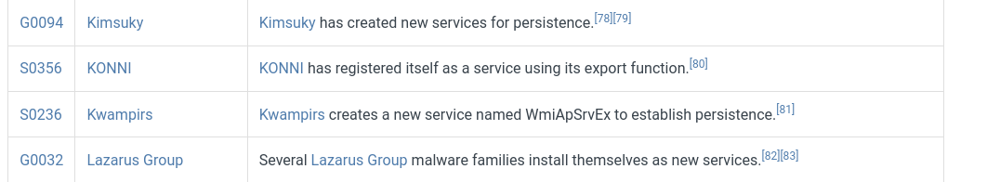 G0094 Kimsuky Kimsuky has created new services for persistence.[78][79]
S0356 KONNI KONNI has registered itself as a service using its export function.[80]
S0236 Kwampirs Kwampirs creates a new service named WmiApSrvEx to establish persistence.[81]
G0032 Lazarus Group Several Lazarus Group malware families install themselves as new services.[82][83]